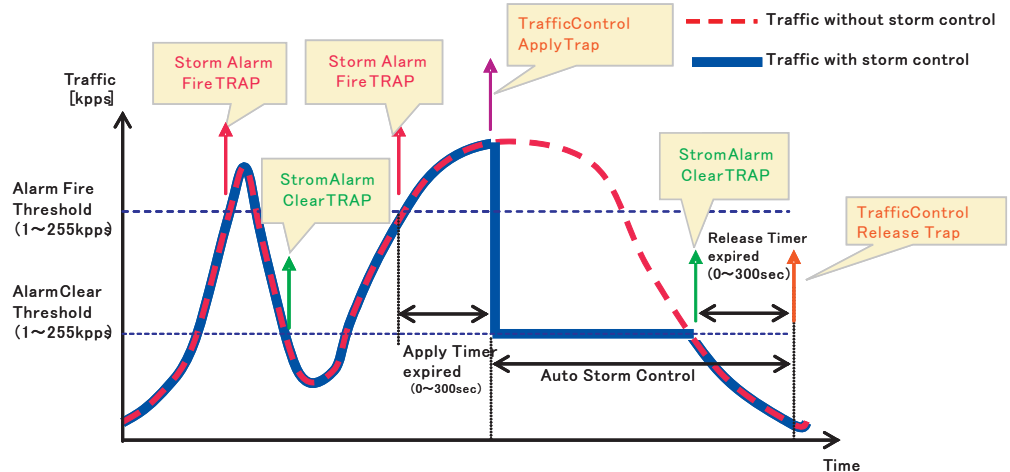 Traffic without storm control
Traffic with storm control
TrafficControl
ApplyTrap
Storm Alarm
FireTRAP
Storm Alarm
FireTRAP
Traffic
[kpps]
StromAlarm
ClearTRAP
StromAlarm
ClearTRAP
Alarm Fire
Threshold
(1~255kpps)
TrafficControl
Release Trap
Release Timer
expired
(0~300sec)
AlarmClear
Threshold
(1~255kpps)
Apply Timer
expired
(0~300sec)
Auto Storm Control
Time